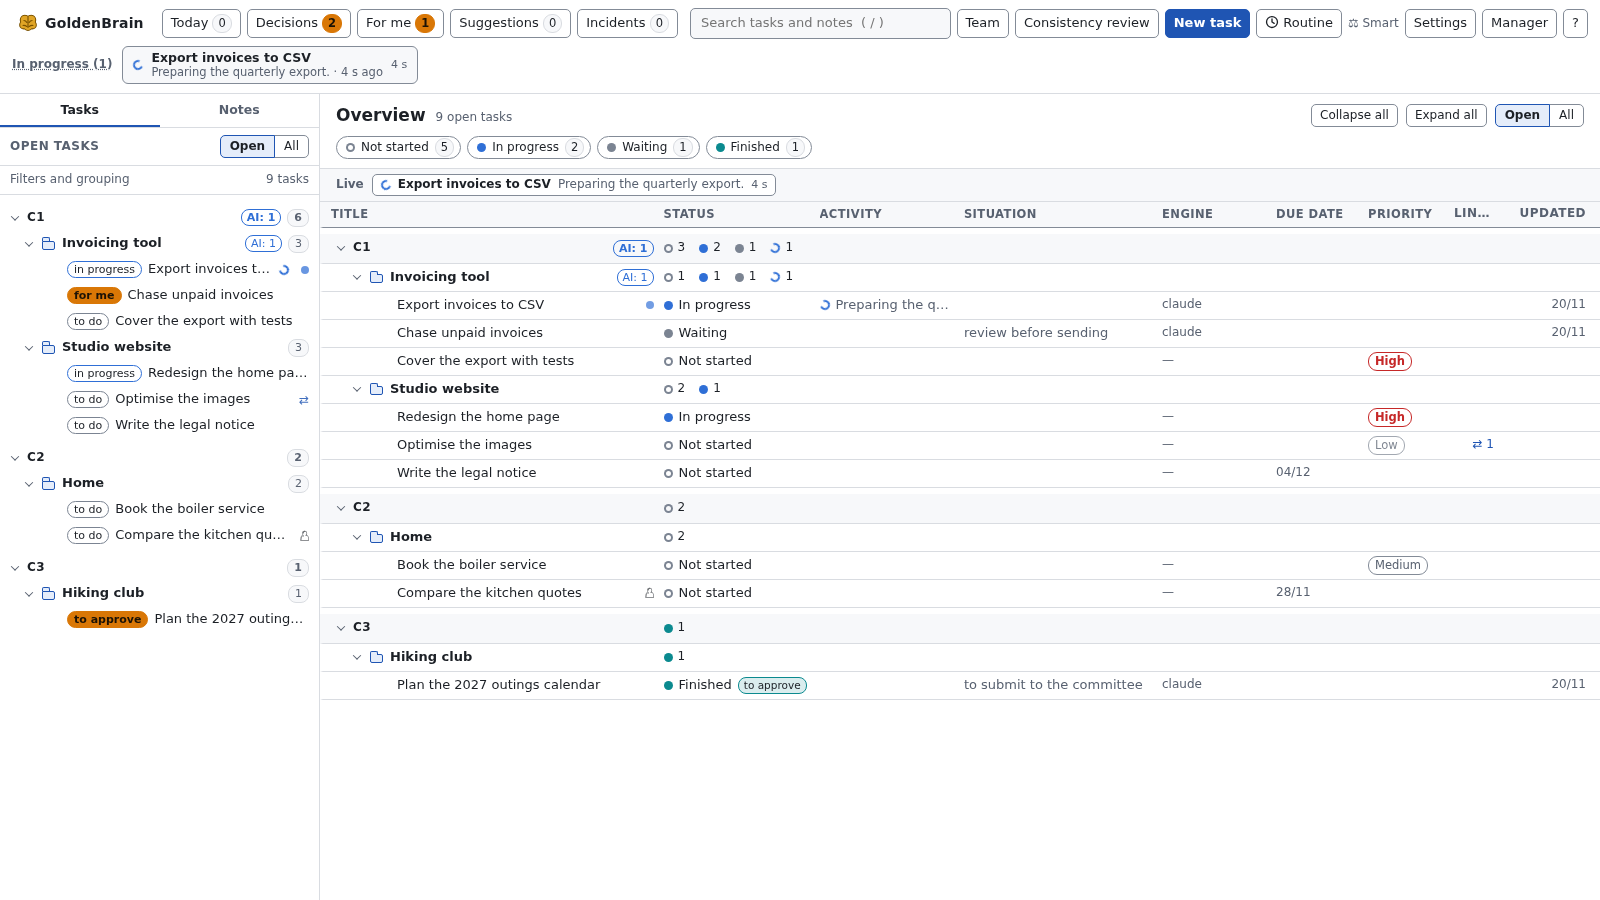 GoldenBrain Today 0 Decisions 2 For me 1 Suggestions 0 Incidents 0 Search tasks and notes ( / ) Team Consistency review New task Routine Smart Settings Manager ?
In progress (1) Export invoices to CSV
Preparing the quarterly export. · 4 s ago 4 s
Tasks Notes
OPEN TASKS Open All
Filters and grouping 9 tasks
C1 AI: 1 6
Invoicing tool AI: 1 3
in progress Export invoices t…
for me Chase unpaid invoices
to do Cover the export with tests
Studio website 3
in progress Redesign the home pa…
to do Optimise the images ⇄
to do Write the legal notice
C2 2
Home 2
to do Book the boiler service
to do Compare the kitchen qu…
C3 1
Hiking club 1
to approve Plan the 2027 outing…
Overview 9 open tasks Collapse all Expand all Open All
Not started 5 In progress 2 Waiting 1 Finished 1
Live Export invoices to CSV Preparing the quarterly export. 4 s
TITLE STATUS ACTIVITY SITUATION ENGINE DUE DATE PRIORITY LIN… UPDATED
C1 AI: 1 3 2 1 1
Invoicing tool AI: 1 1 1 1 1
Export invoices to CSV In progress Preparing the q… claude 20/11
Chase unpaid invoices Waiting review before sending claude 20/11
Cover the export with tests Not started — High
Studio website 2 1
Redesign the home page In progress — High
Optimise the images Not started — Low ⇄ 1
Write the legal notice Not started — 04/12
C2 2
Home 2
Book the boiler service Not started — Medium
Compare the kitchen quotes Not started — 28/11
C3 1
Hiking club 1
Plan the 2027 outings calendar Finished to approve to submit to the committee claude 20/11